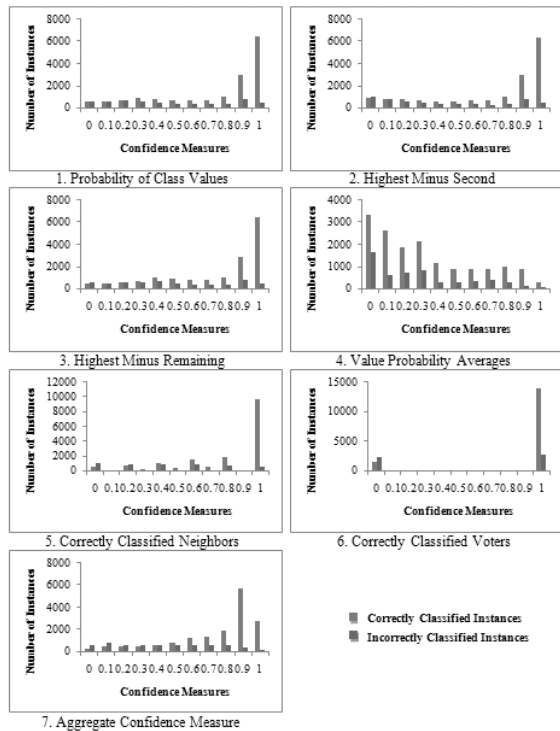 8000
6000
4000
2000
0
Number of Instances
0 0.10.20.30.40.50.60.70.80.9 1
Confidence Measures
1. Probability of Class Values
8000
6000
4000
2000
0
Number of Instances
0 0.10.20.30.40.50.60.70.80.9 1
Confidence Measures
2. Highest Minus Second
8000
6000
4000
2000
0
Number of Instances
0 0.10.20.30.40.50.60.70.80.9 1
Confidence Measures
3. Highest Minus Remaining
4000
3000
2000
1000
0
Number of Instances
0 0.10.20.30.40.50.60.70.80.9 1
Confidence Measures
4. Value Probability Averages
12000
10000
8000
6000
4000
2000
0
Number of Instances
0 0.10.20.30.40.50.60.70.80.9 1
Confidence Measures
5. Correctly Classified Neighbors
15000
10000
5000
0
Number of Instances
0 0.10.20.30.40.50.60.70.80.9 1
Confidence Measures
6. Correctly Classified Voters
8000
6000
4000
2000
0
Number of Instances
0 0.10.20.30.40.50.60.70.80.9 1
Confidence Measures
7. Aggregate Confidence Measure
Correctly Classified Instances
Incorrectly Classified Instances